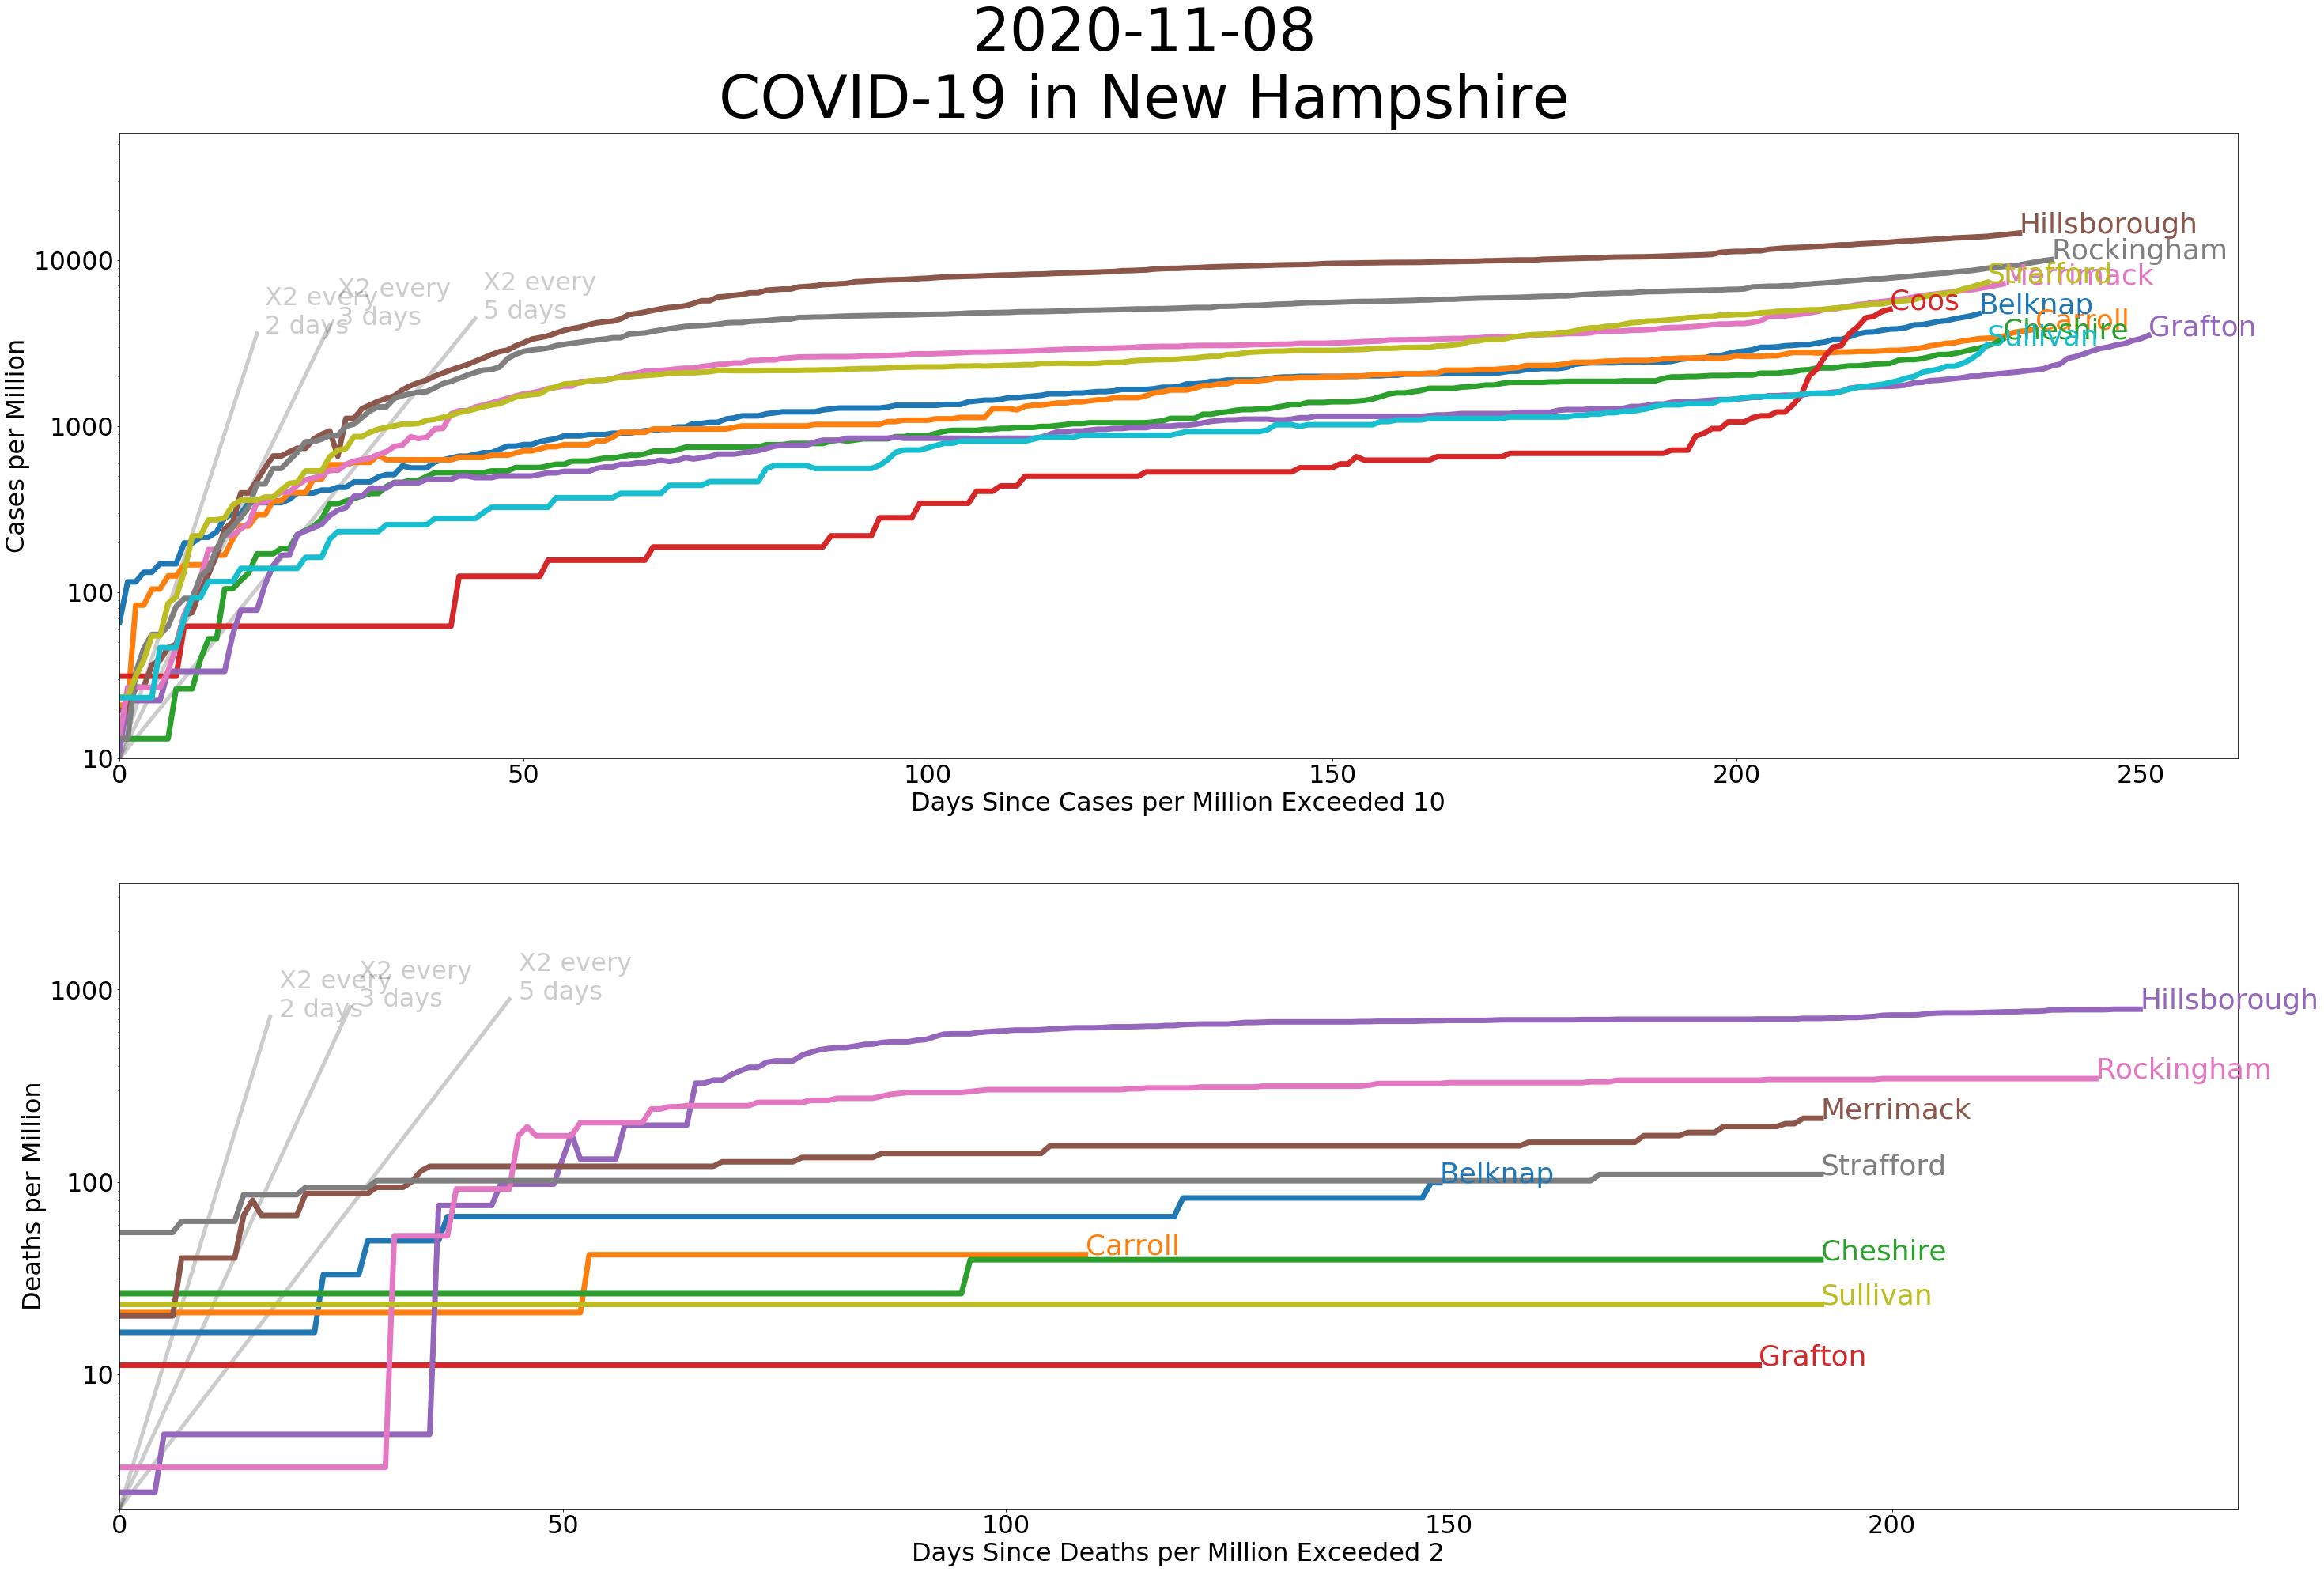 2020-11-08
COVID-19 in New Hampshire
Cases per Million
10000
1000
100
10
X2 every
2 days
X2 every
3 days
X2 every
5 days
Hillsborough
Rockingham
Strafford
Merrimack
Coos
Belknap
Carroll
Cheshire
Sullivan
Grafton
0
50
100
150
200
250
Days Since Cases per Million Exceeded 10
Deaths per Million
1000
100
10
X2 every
2 days
X2 every
3 days
X2 every
5 days
Hillsborough
Rockingham
Merrimack
Strafford
Belknap
Carroll
Cheshire
Sullivan
Grafton
0
50
100
150
200
Days Since Deaths per Million Exceeded 2